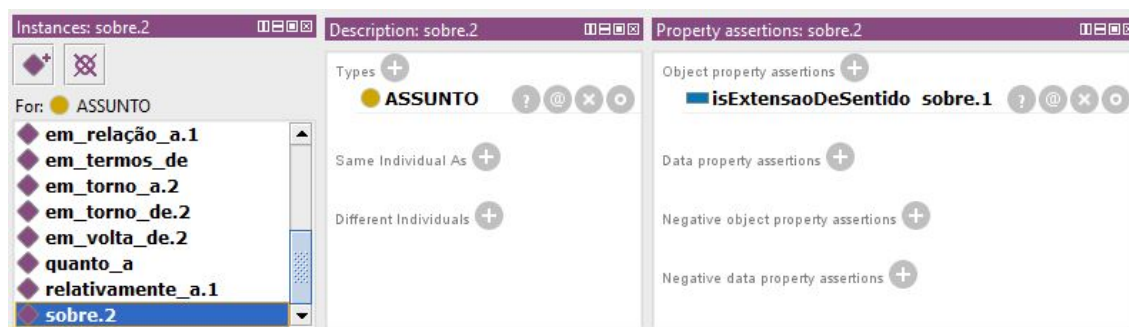 Instances: sobre.2
For: ASSUNTO
em_relação_a.1
em_termos_de
em_torno_a.2
em_torno_de.2
em_volta_de.2
quanto_a
relativamente_a.1
sobre.2
Description: sobre.2
Types
ASSUNTO
Same Individual As
Different Individuals
Property assertions: sobre.2
Object property assertions
isExtensaoDeSentido sobre.1
Data property assertions
Negative object property assertions
Negative data property assertions